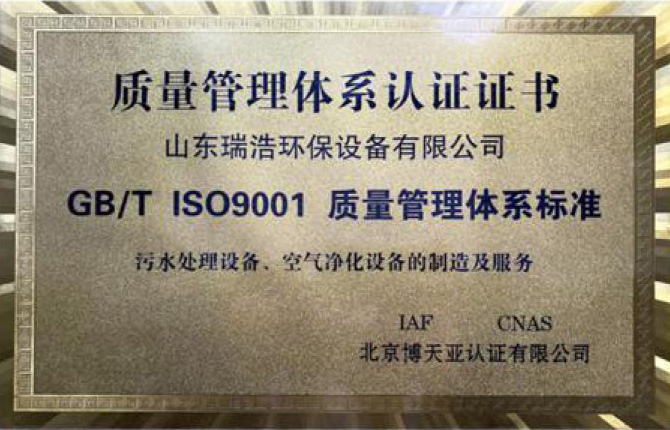 质量管理体系认证证书
山东瑞浩环保设备有限公司
GB/T ISO9001 质量管理体系标准
污水处理设备、空气净化设备的制造及服务
IAF CNAS
北京博天亚认证有限公司